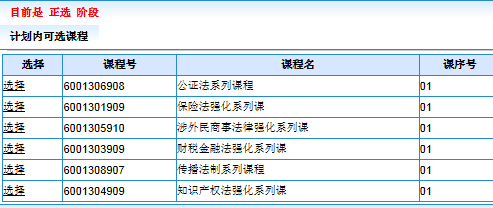 目前是 正选 阶段
计划内可选课程
选择 课程号 课程名 课序号
选择 6001306908 公证法系列课程 01
选择 6001301909 保险法强化系列课 01
选择 6001305910 涉外民商事法律强化系列课 01
选择 6001303909 财税金融法强化系列课 01
选择 6001308907 传播法制系列课程 01
选择 6001304909 知识产权法强化系列课 01